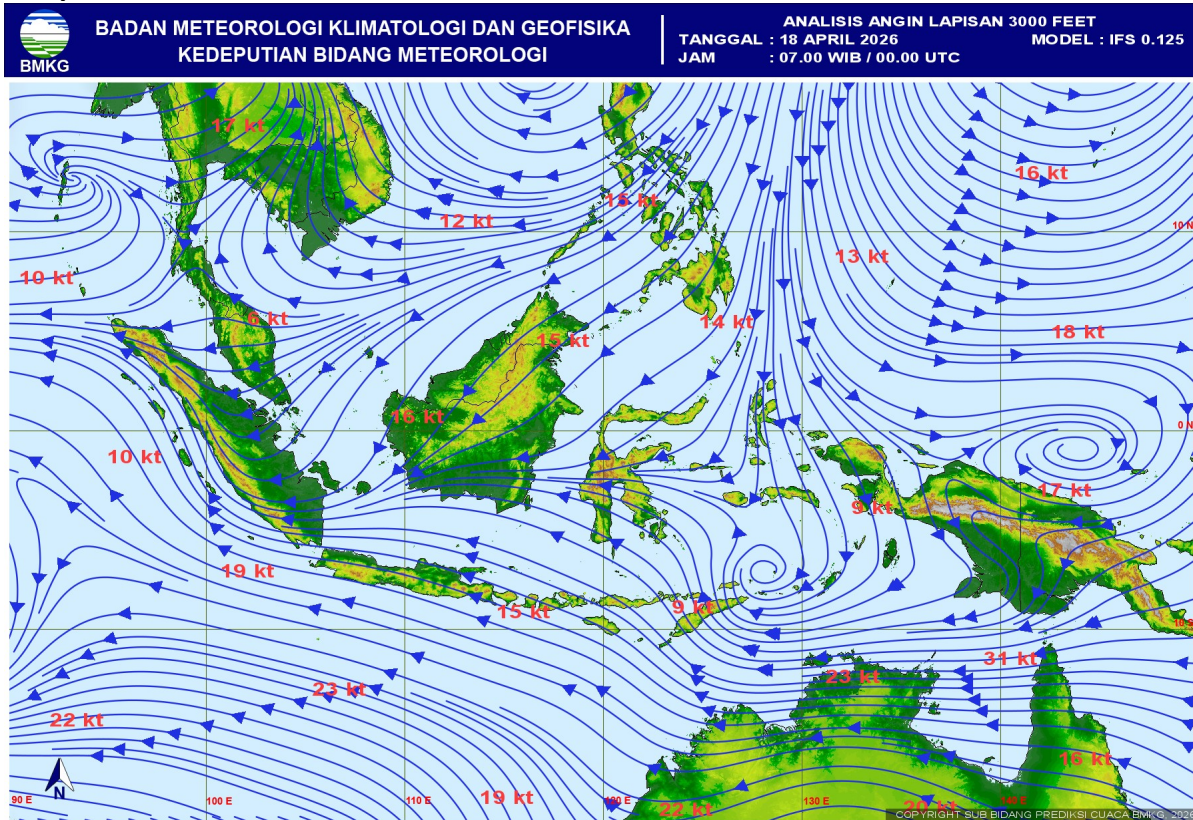 BMKG
BADAN METEOROLOGI KLIMATOLOGI DAN GEOFISIKA
KEDEPUTIAN BIDANG METEOROLOGI
ANALISIS ANGIN LAPISAN 3000 FEET
TANGGAL : 18 APRIL 2026
MODEL : IFS 0.125
JAM : 07.00 WIB / 00.00 UTC
17 kt
16 kt
15 kt
12 kt
10 N
13 kt
10 kt
6 kt
14 kt
18 kt
15 kt
16 kt
0 N
10 kt
17 kt
9 kt
19 kt
15 kt
9 kt
10 S
31 kt
23 kt
23 kt
22 kt
16 kt
19 kt
22 kt
20 kt
90 E
100 E
110 E
120 E
130 E
140 E
N
COPYRIGHT SUB BIDANG PREDIKSI CUACA BMKG, 202